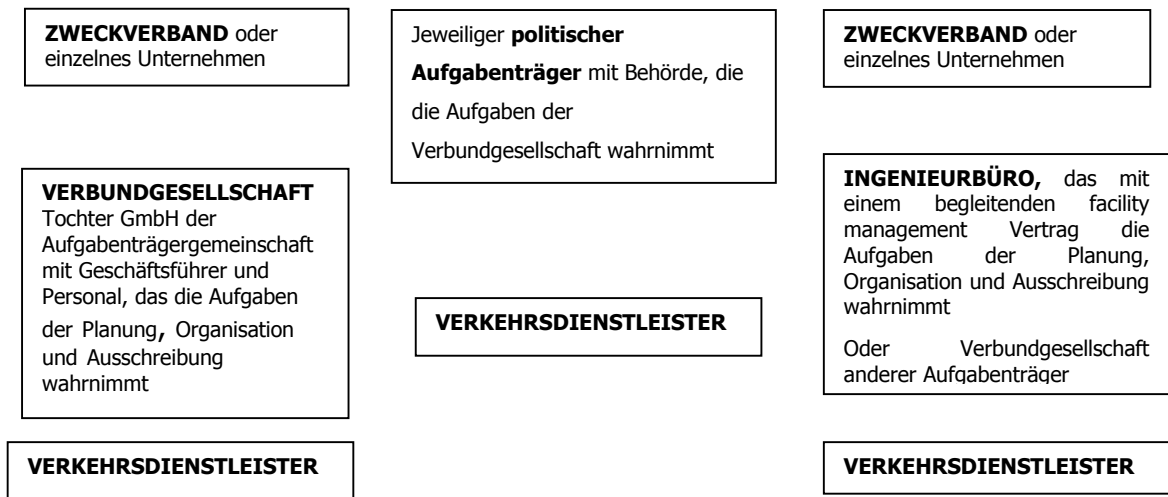 ZWECKVERBAND oder
einzelnes Unternehmen
VERBUNDGESELLSCHAFT
Tochter GmbH der
Aufgabenträgergemeinschaft
mit Geschäftsführer und
Personal, das die Aufgaben
der Planung, Organisation
und Ausschreibung
wahrnimmt
VERKEHRSDIENSTLEISTER
Jeweiliger politischer
Aufgabenträger mit Behörde, die
die Aufgaben der
Verbundgesellschaft wahrnimmt
VERKEHRSDIENSTLEISTER
ZWECKVERBAND oder
einzelnes Unternehmen
INGENIEURBÜRO, das mit
einem begleitenden facility
management Vertrag die
Aufgaben der Planung,
Organisation und Ausschreibung
wahrnimmt
Oder Verbundgesellschaft
anderer Aufgabenträger
VERKEHRSDIENSTLEISTER